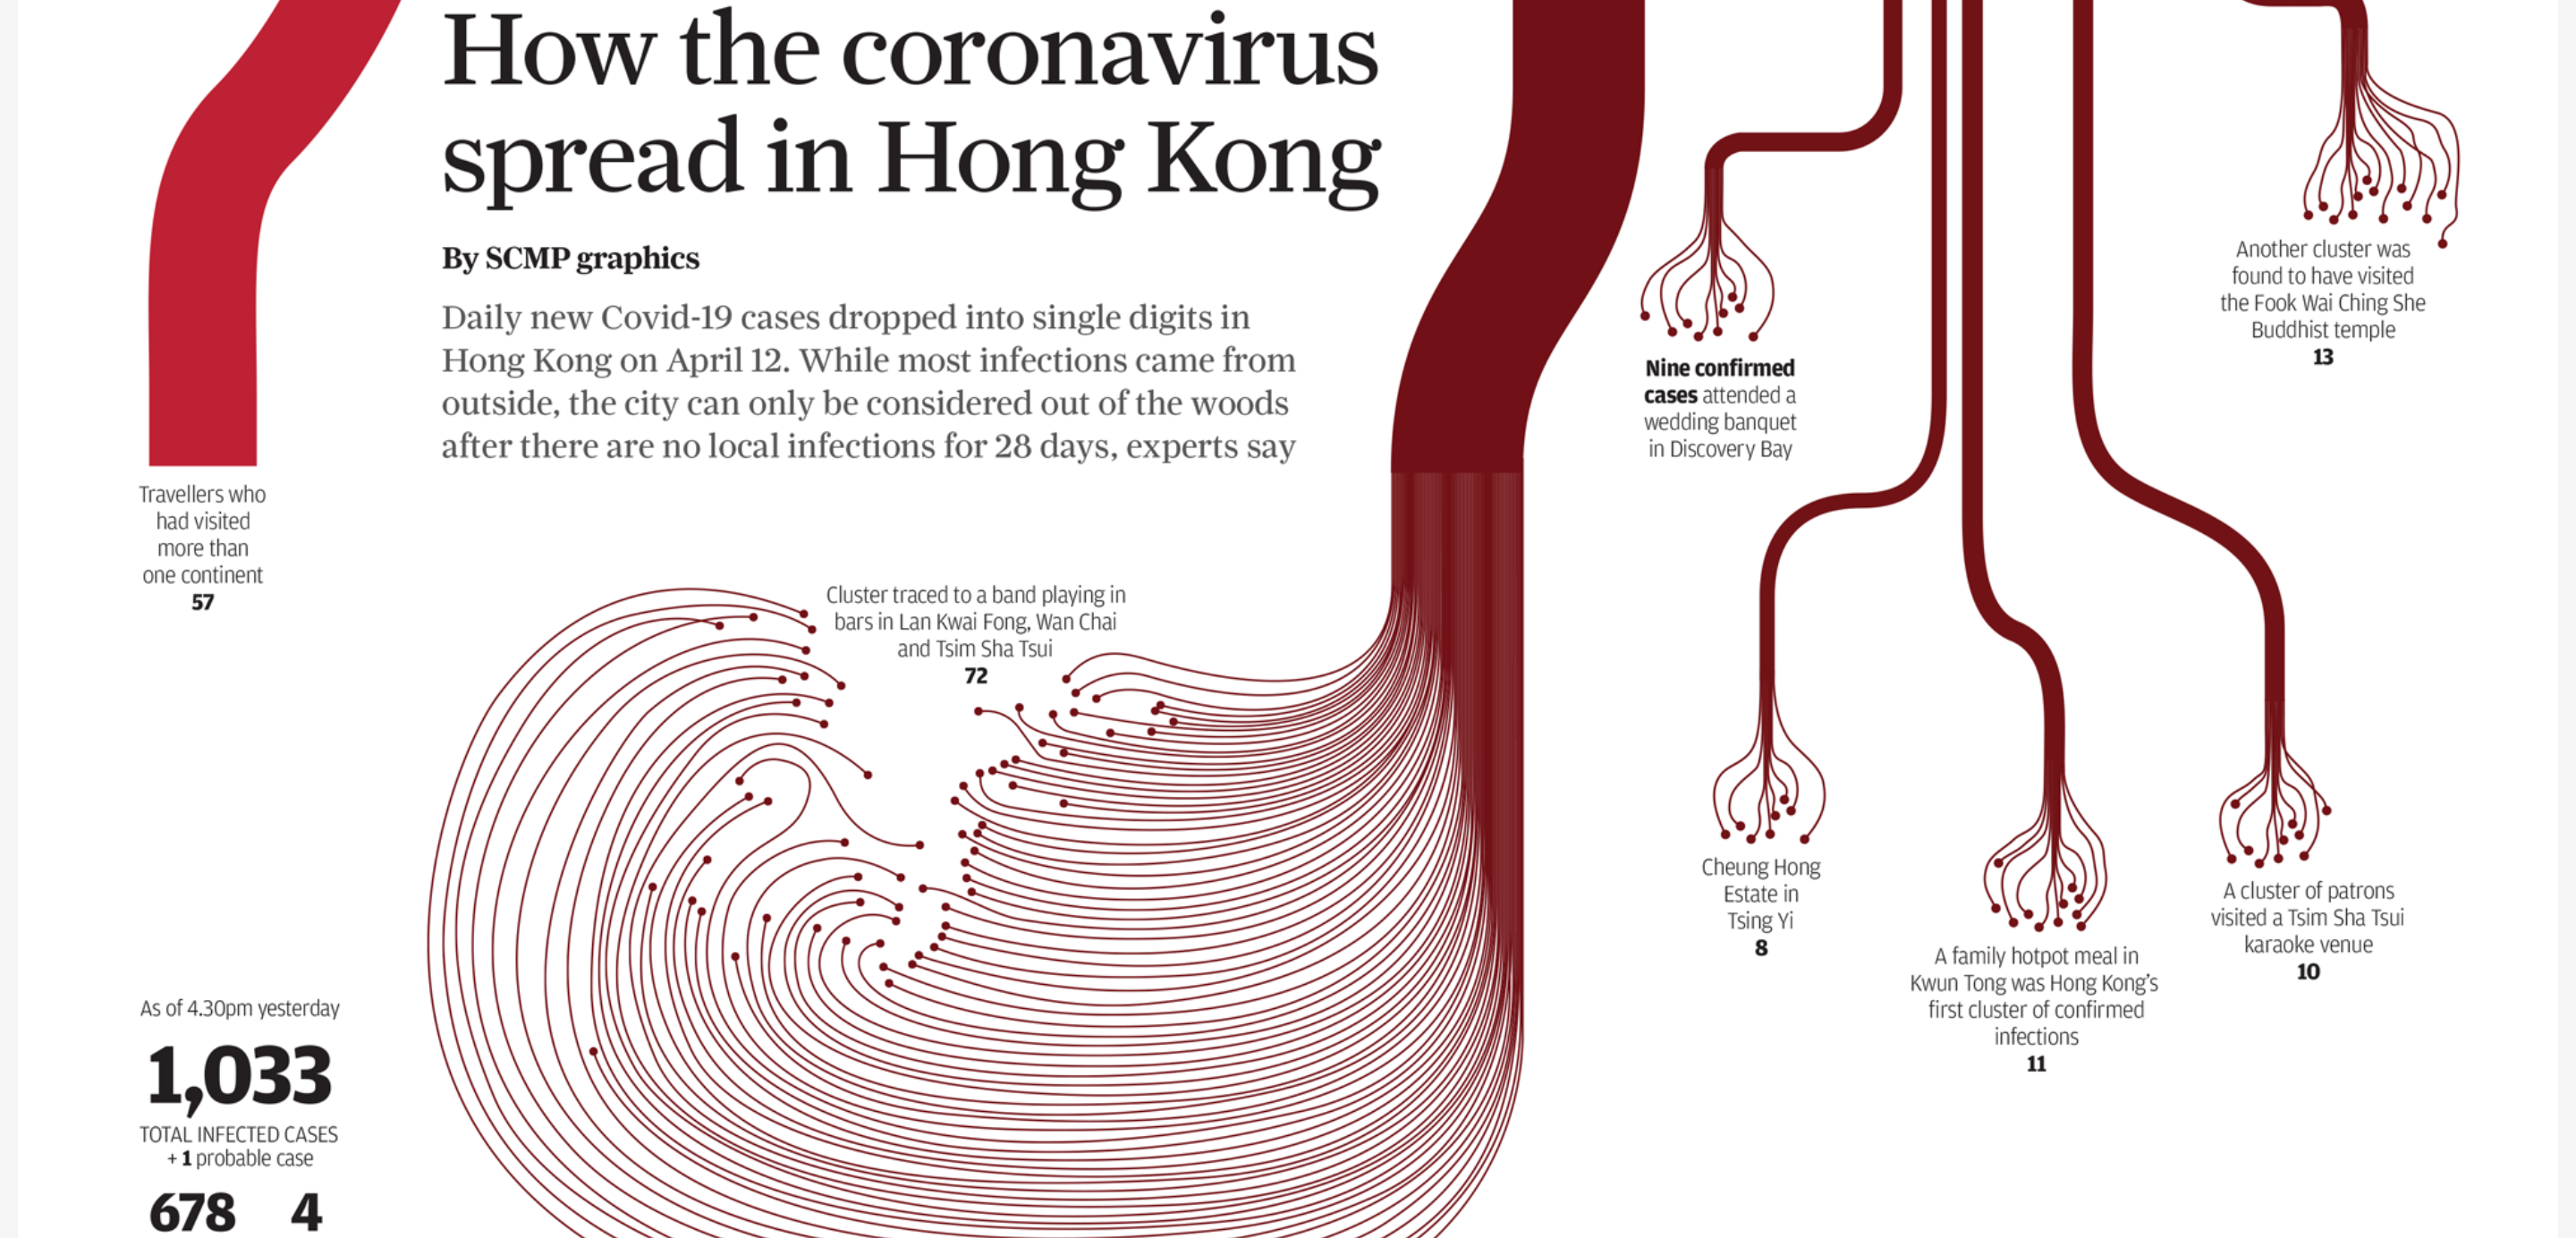 How the coronavirus
spread in Hong Kong
By SCMP graphics
Daily new Covid-19 cases dropped into single digits in
Hong Kong on April 12. While most infections came from
outside, the city can only be considered out of the woods
after there are no local infections for 28 days, experts say
Travellers who
had visited
more than
one continent
57
Cluster traced to a band playing in
bars in Lan Kwai Fong, Wan Chai
and Tsim Sha Tsui
72
Nine confirmed
cases attended a
wedding banquet
in Discovery Bay
Another cluster was
found to have visited
the Fook Wai Ching She
Buddhist temple
13
Cheung Hong
Estate in
Tsing Yi
8
A family hotpot meal in
Kwun Tong was Hong Kong’s
first cluster of confirmed
infections
11
A cluster of patrons
visited a Tsim Sha Tsui
karaoke venue
10
As of 4.30pm yesterday
1,033
TOTAL INFECTED CASES
+ 1 probable case
678 4